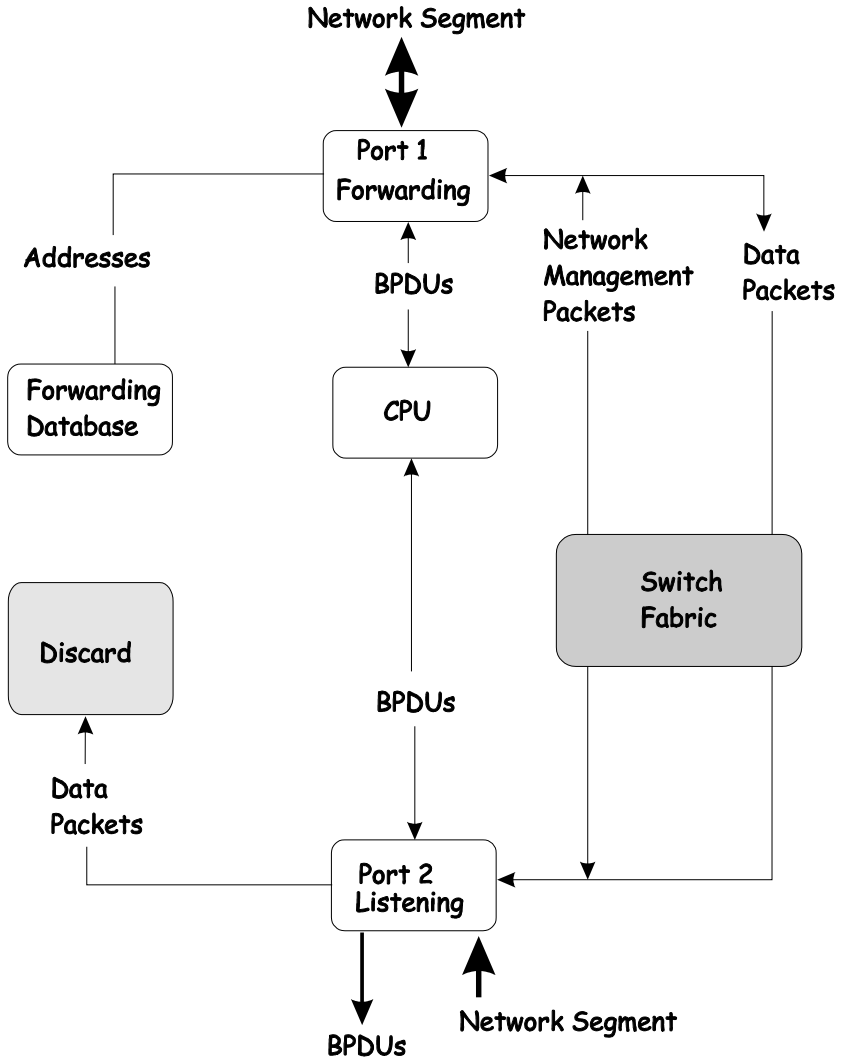 Network Segment
Port 1
Forwarding
Addresses
BPDUs
Network
Management
Packets
Data
Packets
Forwarding
Database
CPU
Switch
Fabric
Discard
BPDUs
Data
Packets
Port 2
Listening
Network Segment
BPDUs